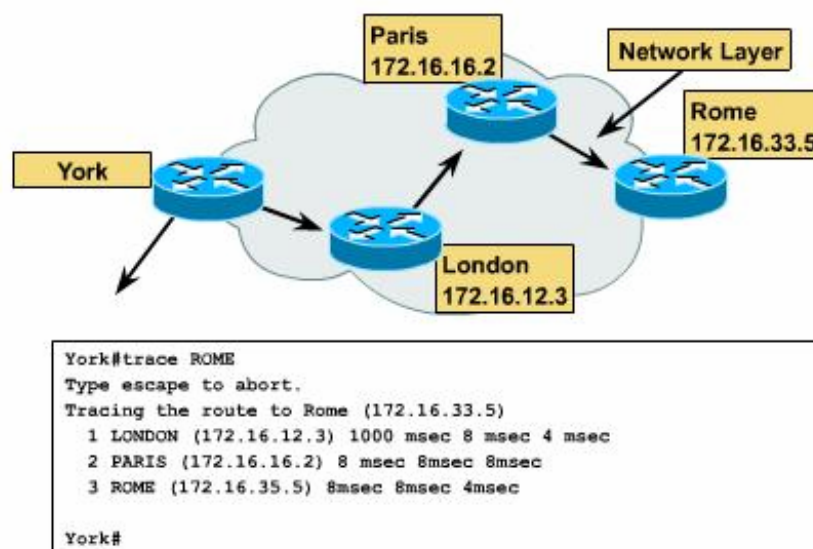 Paris
172.16.16.2
Network Layer
Rome
172.16.33.5
York
London
172.16.12.3
York#trace ROME
Type escape to abort.
Tracing the route to Rome (172.16.33.5)
1 LONDON (172.16.12.3) 1000 msec 8 msec 4 msec
2 PARIS (172.16.16.2) 8 msec 8msec 8msec
3 ROME (172.16.35.5) 8msec 8msec 4msec
York#